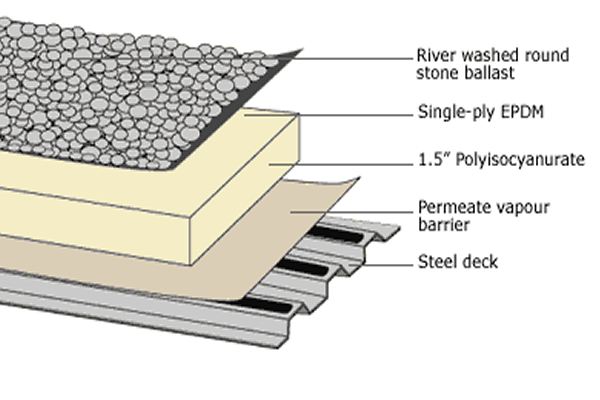 River washed round
stone ballast
Single-ply EPDM
1.5" Polyisocyanurate
Permeate vapour
barrier
Steel deck